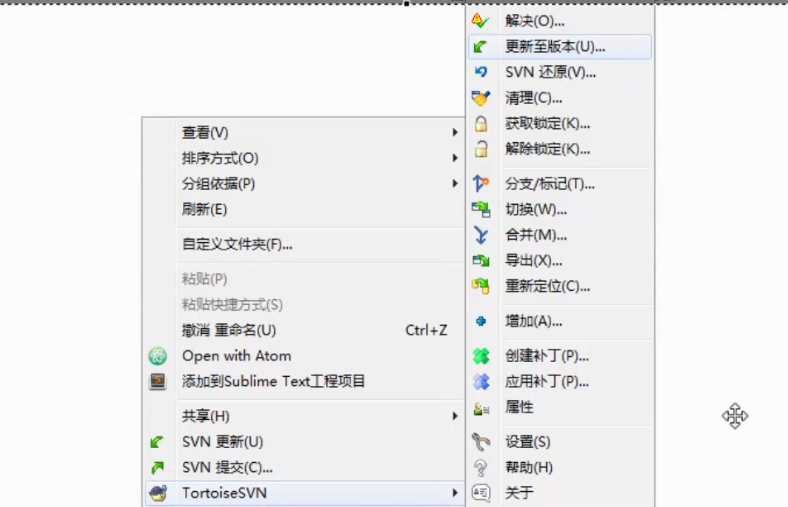 查看(V)
排序方式(O)
分组依据(P)
刷新(E)
自定义文件夹(F)...
粘贴(P)
粘贴快捷方式(S)
撤消 重命名(U) Ctrl+Z
Open with Atom
添加到Sublime Text工程项目
共享(H)
SVN 更新(U)
SVN 提交(C)...
TortoiseSVN
解决(O)...
更新至版本(U)...
SVN 还原(V)...
清理(C)...
获取锁定(K)...
解除锁定(K)...
分支/标记(T)...
切换(W)...
合并(M)...
导出(X)...
重新定位(C)...
增加(A)...
创建补丁(P)...
应用补丁(P)...
属性
设置(S)
帮助(H)
关于